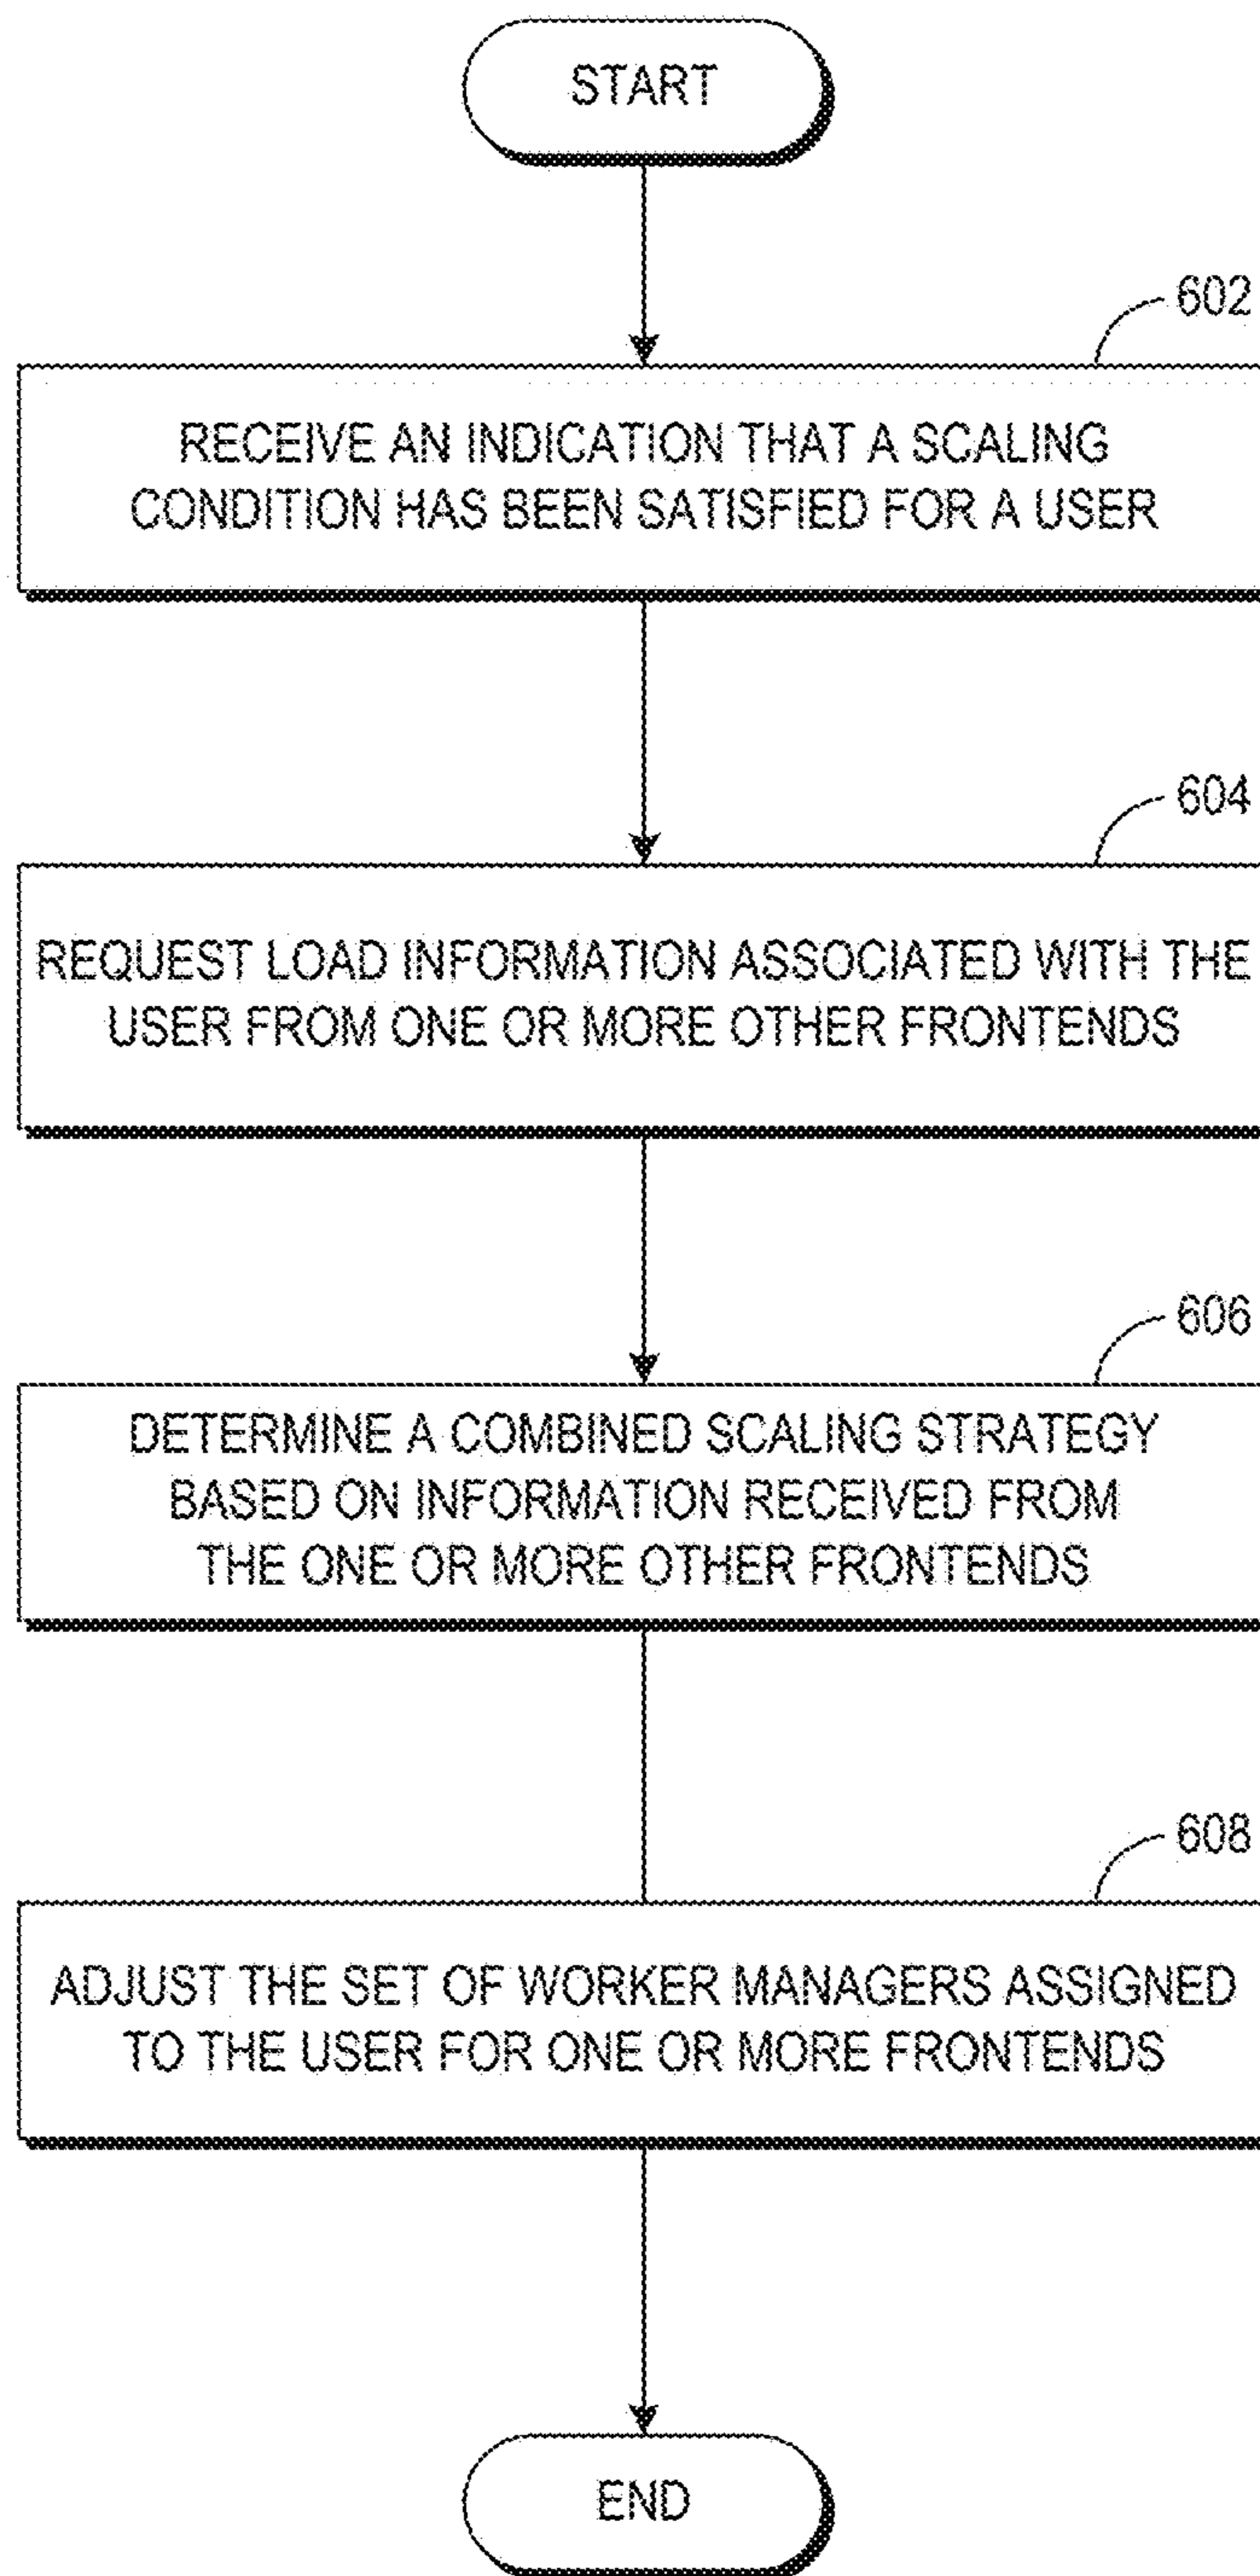 START
602
RECEIVE AN INDICATION THAT A SCALING
CONDITION HAS BEEN SATISFIED FOR A USER
604
REQUEST LOAD INFORMATION ASSOCIATED WITH THE
USER FROM ONE OR MORE OTHER FRONTENDS
606
DETERMINE A COMBINED SCALING STRATEGY
BASED ON INFORMATION RECEIVED FROM
THE ONE OR MORE OTHER FRONTENDS
608
ADJUST THE SET OF WORKER MANAGERS ASSIGNED
TO THE USER FOR ONE OR MORE FRONTENDS
END